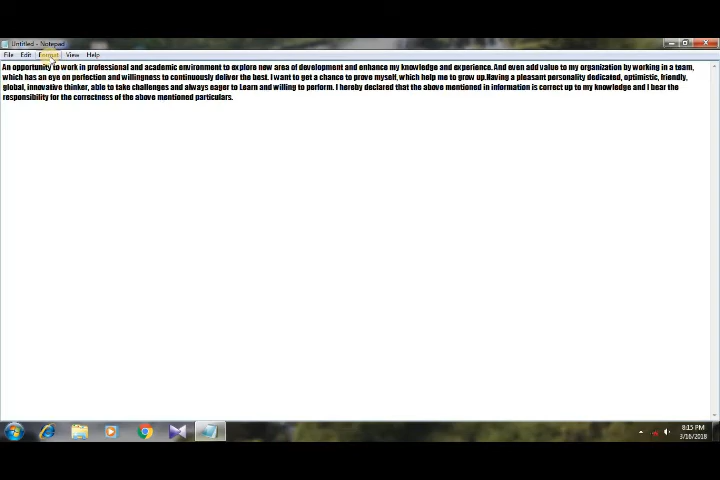 Untitled - Notepad
File Edit Format View Help
An opportunity to work in professional and academic environment to explore new area of development and enhance my knowledge and experience. And even add value to my organization by working in a team,
which has an eye on perfection and willingness to continuously deliver the best. I want to get a chance to prove myself, which help me to grow up.Having a pleasant personality dedicated, optimistic, friendly,
global, innovative thinker, able to take challenges and always eager to Learn and willing to perform. I hereby declared that the above mentioned in information is correct up to my knowledge and I bear the
responsibility for the correctness of the above mentioned particulars.
8:15 PM
3/16/2018